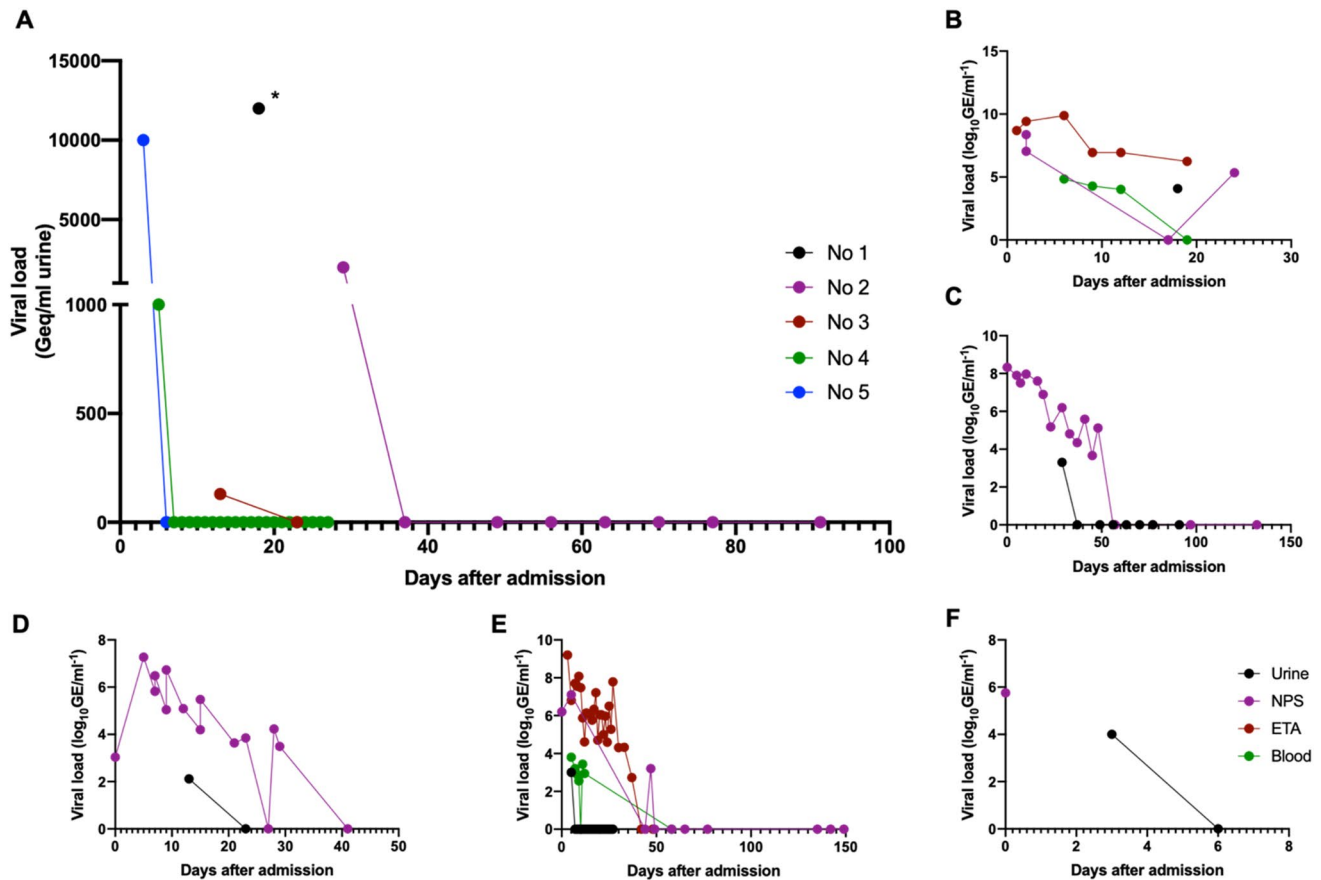 A
Viral load
(Geq/ml urine)
15000
10000
5000
1000
500
0
*
0 20 40 60 80 100
Days after admission
No 1
No 2
No 3
No 4
No 5
B
Viral load (log10GE/ml-1)
15
10
5
0
0 10 20 30
Days after admission
C
Viral load (log10GE/ml-1)
10
8
6
4
2
0
0 50 100 150
Days after admission
D
Viral load (log10GE/ml-1)
8
6
4
2
0
0 10 20 30 40 50
Days after admission
E
Viral load (log10GE/ml-1)
10
8
6
4
2
0
0 50 100 150
Days after admission
F
Viral load (log10GE/ml-1)
8
6
4
2
0
0 2 4 6 8
Days after admission
Urine
NPS
ETA
Blood